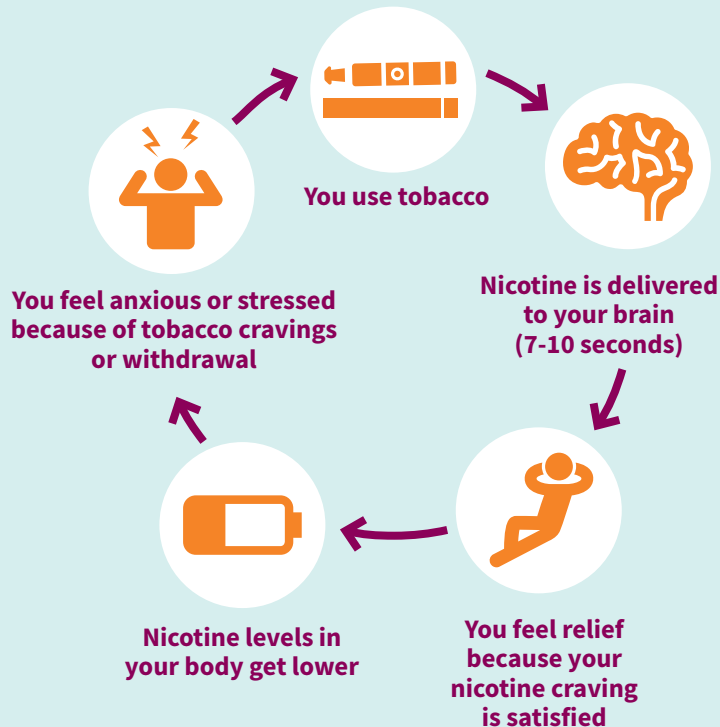 You use tobacco
Nicotine is delivered
to your brain
(7-10 seconds)
You feel relief
because your
nicotine craving
is satisfied
Nicotine levels in
your body get lower
You feel anxious or stressed
because of tobacco cravings
or withdrawal